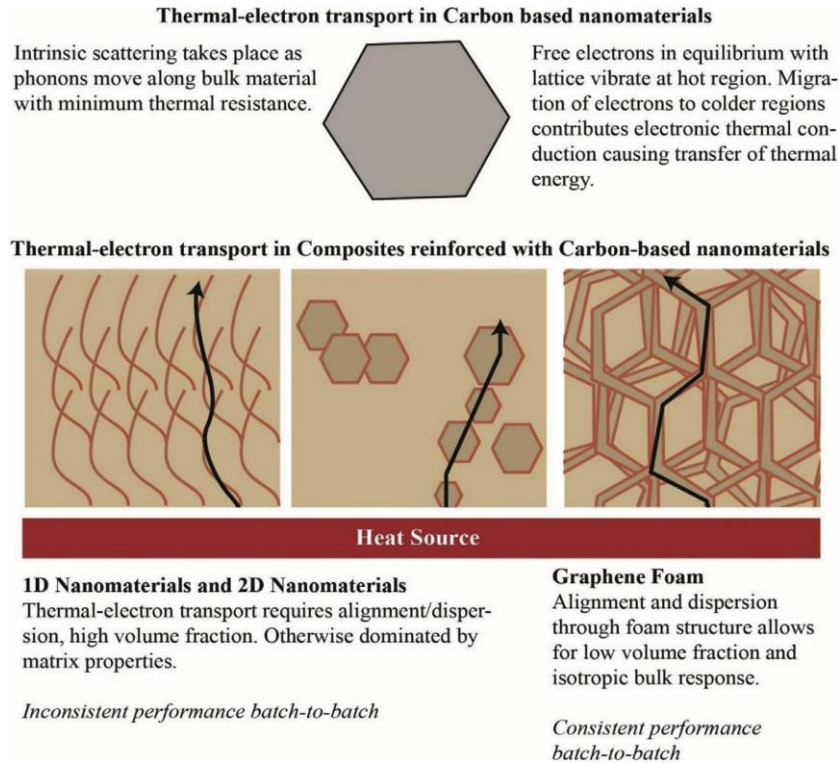 Thermal-electron transport in Carbon based nanomaterials
Intrinsic scattering takes place as
phonons move along bulk material
with minimum thermal resistance.
Free electrons in equilibrium with
lattice vibrate at hot region. Migra-
tion of electrons to colder regions
contributes electronic thermal con-
duction causing transfer of thermal
energy.
Thermal-electron transport in Composites reinforced with Carbon-based nanomaterials
Heat Source
1D Nanomaterials and 2D Nanomaterials
Thermal-electron transport requires alignment/disper-
sion, high volume fraction. Otherwise dominated by
matrix properties.
Inconsistent performance batch-to-batch
Graphene Foam
Alignment and dispersion
through foam structure allows
for low volume fraction and
isotropic bulk response.
Consistent performance
batch-to-batch